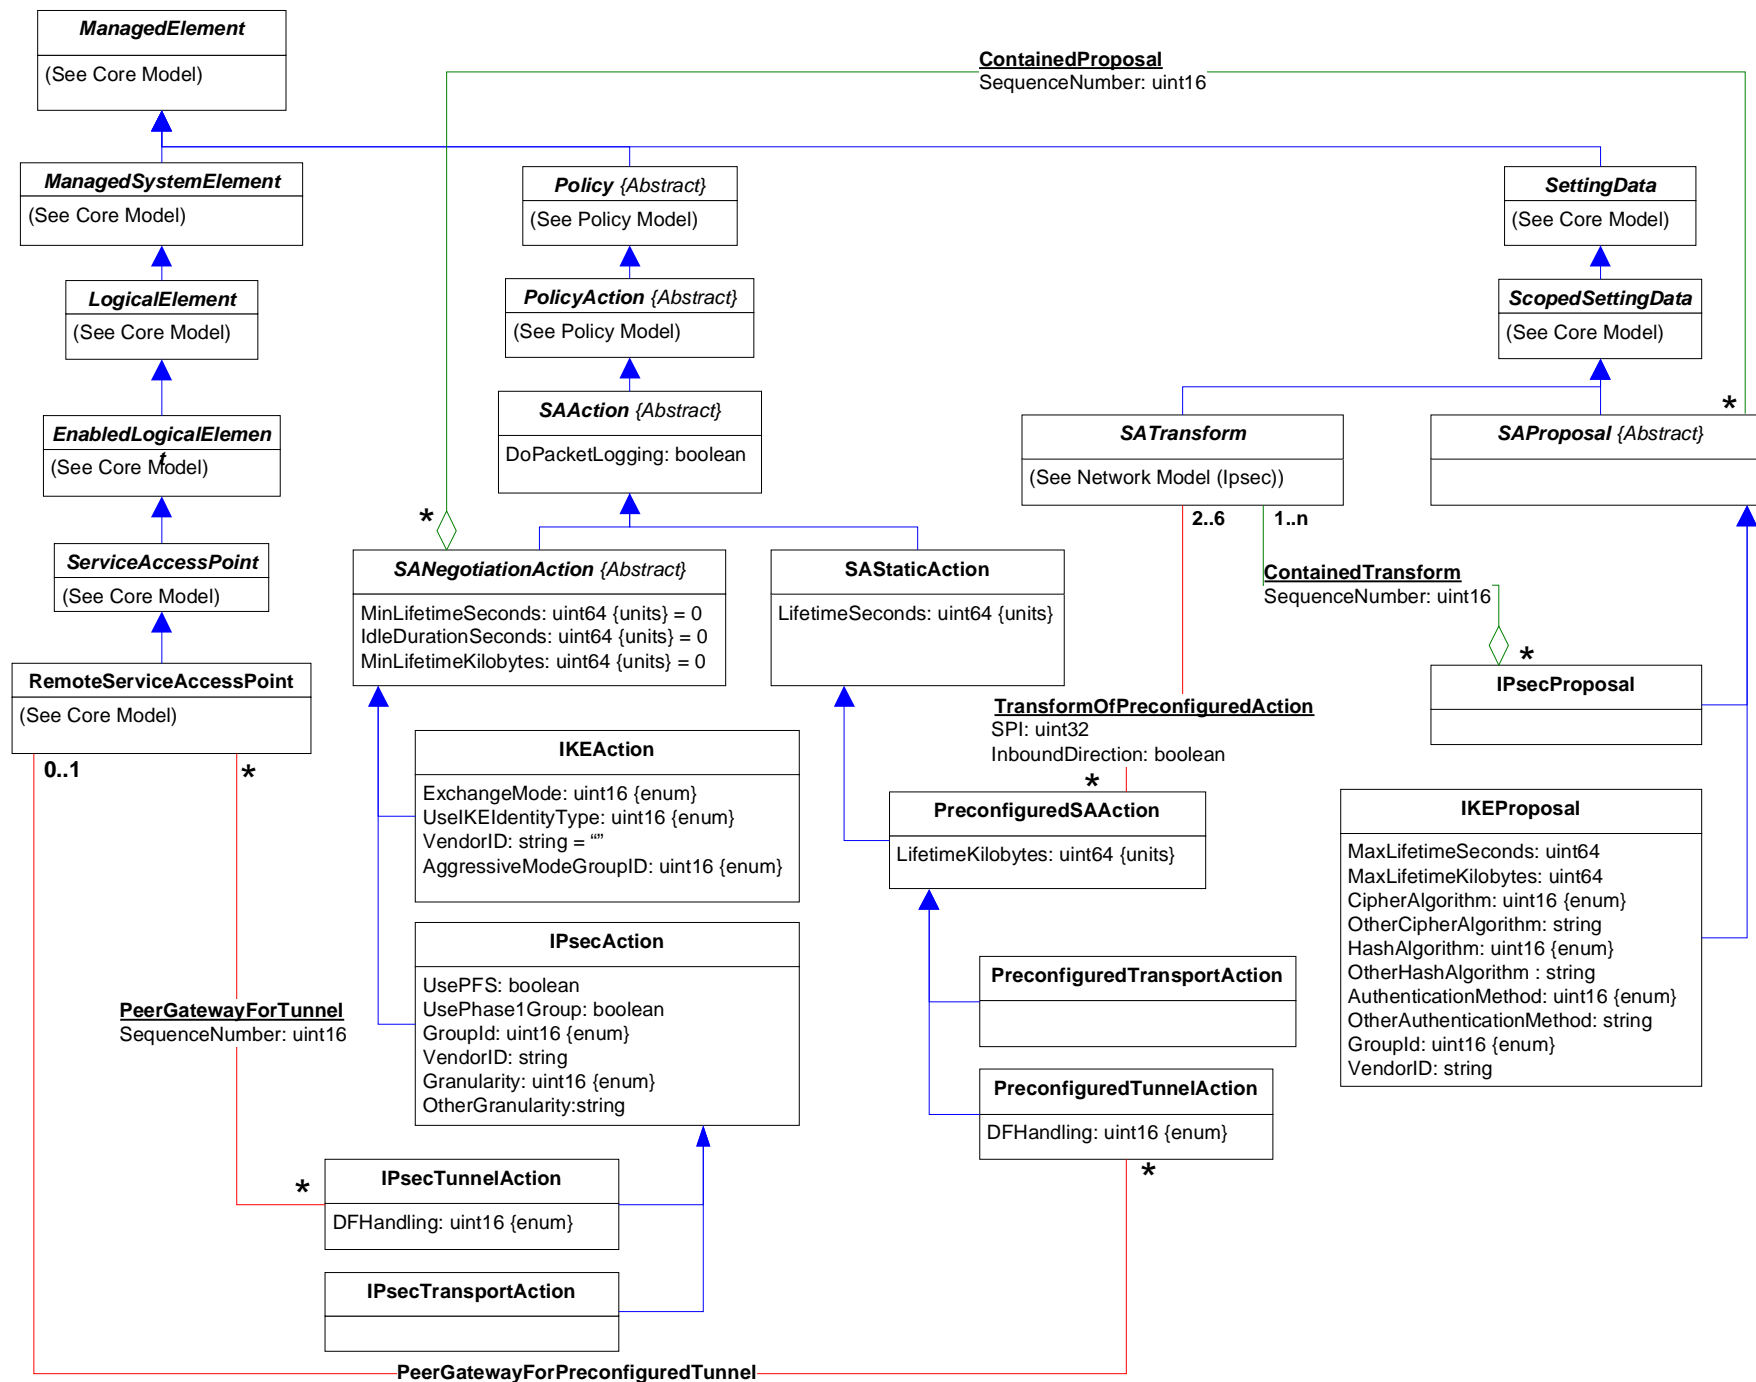 ManagedElement
(See Core Model)
ContainedProposal
SequenceNumber: uint16
ManagedSystemElement
(See Core Model)
Policy {Abstract}
(See Policy Model)
SettingData
(See Core Model)
LogicalElement
(See Core Model)
PolicyAction {Abstract}
(See Policy Model)
ScopedSettingData
(See Core Model)
EnabledLogicalElemen
t
(See Core Model)
SAAction {Abstract}
DoPacketLogging: boolean
SATransform
(See Network Model (Ipsec))
*
SAProposal {Abstract}
2..6
1..n
*
ServiceAccessPoint
(See Core Model)
SANegotiationAction {Abstract}
MinLifetimeSeconds: uint64 {units} = 0
IdleDurationSeconds: uint64 {units} = 0
MinLifetimeKilobytes: uint64 {units} = 0
SAStaticAction
LifetimeSeconds: uint64 {units}
ContainedTransform
SequenceNumber: uint16
*
IPsecProposal
RemoteServiceAccessPoint
(See Core Model)
0..1
*
TransformOfPreconfiguredAction
SPI: uint32
InboundDirection: boolean
*
IKEAction
ExchangeMode: uint16 {enum}
UseIKEIdentityType: uint16 {enum}
VendorID: string = “”
AggressiveModeGroupID: uint16 {enum}
PreconfiguredSAAction
LifetimeKilobytes: uint64 {units}
IKEProposal
MaxLifetimeSeconds: uint64
MaxLifetimeKilobytes: uint64
CipherAlgorithm: uint16 {enum}
OtherCipherAlgorithm: string
HashAlgorithm: uint16 {enum}
OtherHashAlgorithm : string
AuthenticationMethod: uint16 {enum}
OtherAuthenticationMethod: string
GroupId: uint16 {enum}
VendorID: string
IPsecAction
UsePFS: boolean
UsePhase1Group: boolean
GroupId: uint16 {enum}
VendorID: string
Granularity: uint16 {enum}
OtherGranularity:string
PreconfiguredTransportAction
PeerGatewayForTunnel
SequenceNumber: uint16
PreconfiguredTunnelAction
DFHandling: uint16 {enum}
*
*
IPsecTunnelAction
DFHandling: uint16 {enum}
IPsecTransportAction
PeerGatewayForPreconfiguredTunnel